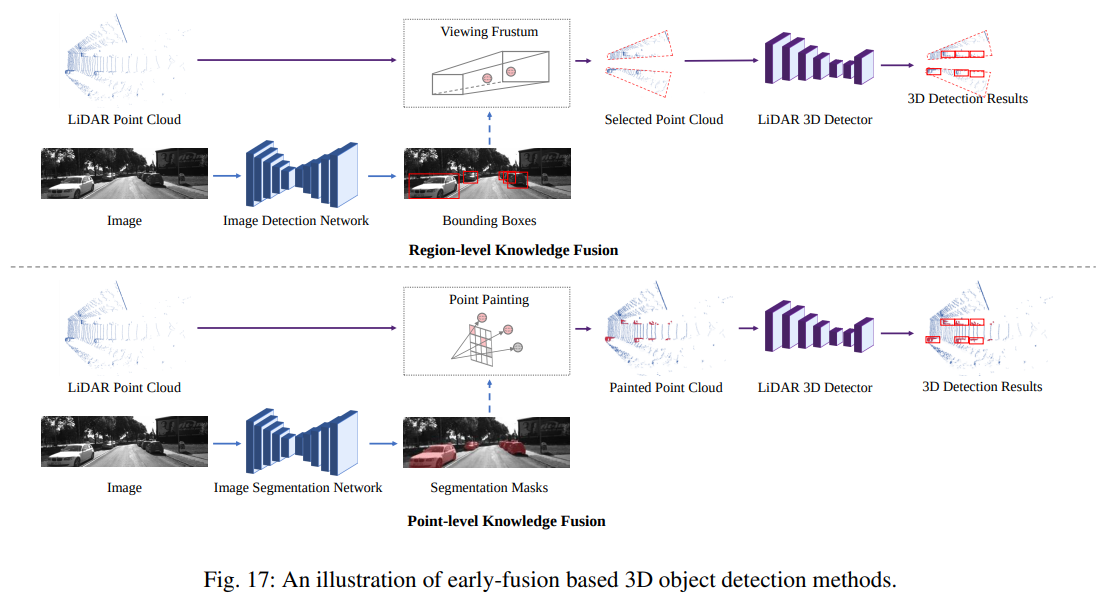 Viewing Frustum
LiDAR Point Cloud
Selected Point Cloud
LiDAR 3D Detector
3D Detection Results
Image
Image Detection Network
Bounding Boxes
Region-level Knowledge Fusion
Point Painting
LiDAR Point Cloud
Painted Point Cloud
LiDAR 3D Detector
3D Detection Results
Image
Image Segmentation Network
Segmentation Masks
Point-level Knowledge Fusion
Fig. 17: An illustration of early-fusion based 3D object detection methods.